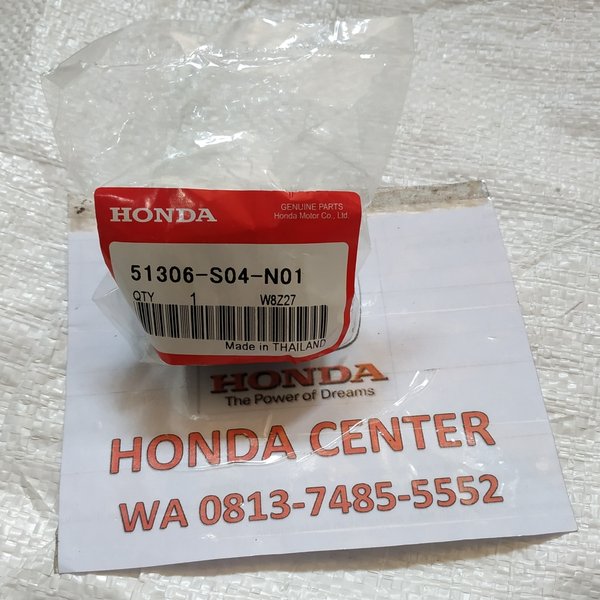 HONDA
GENUINE PARTS
Honda Motor Co., Ltd.
51306-S04-N01
QTY 1 W8Z27
Made in THAILAND
HONDA
The Power of Dreams
HONDA CENTER
WA 0813-7485-5552